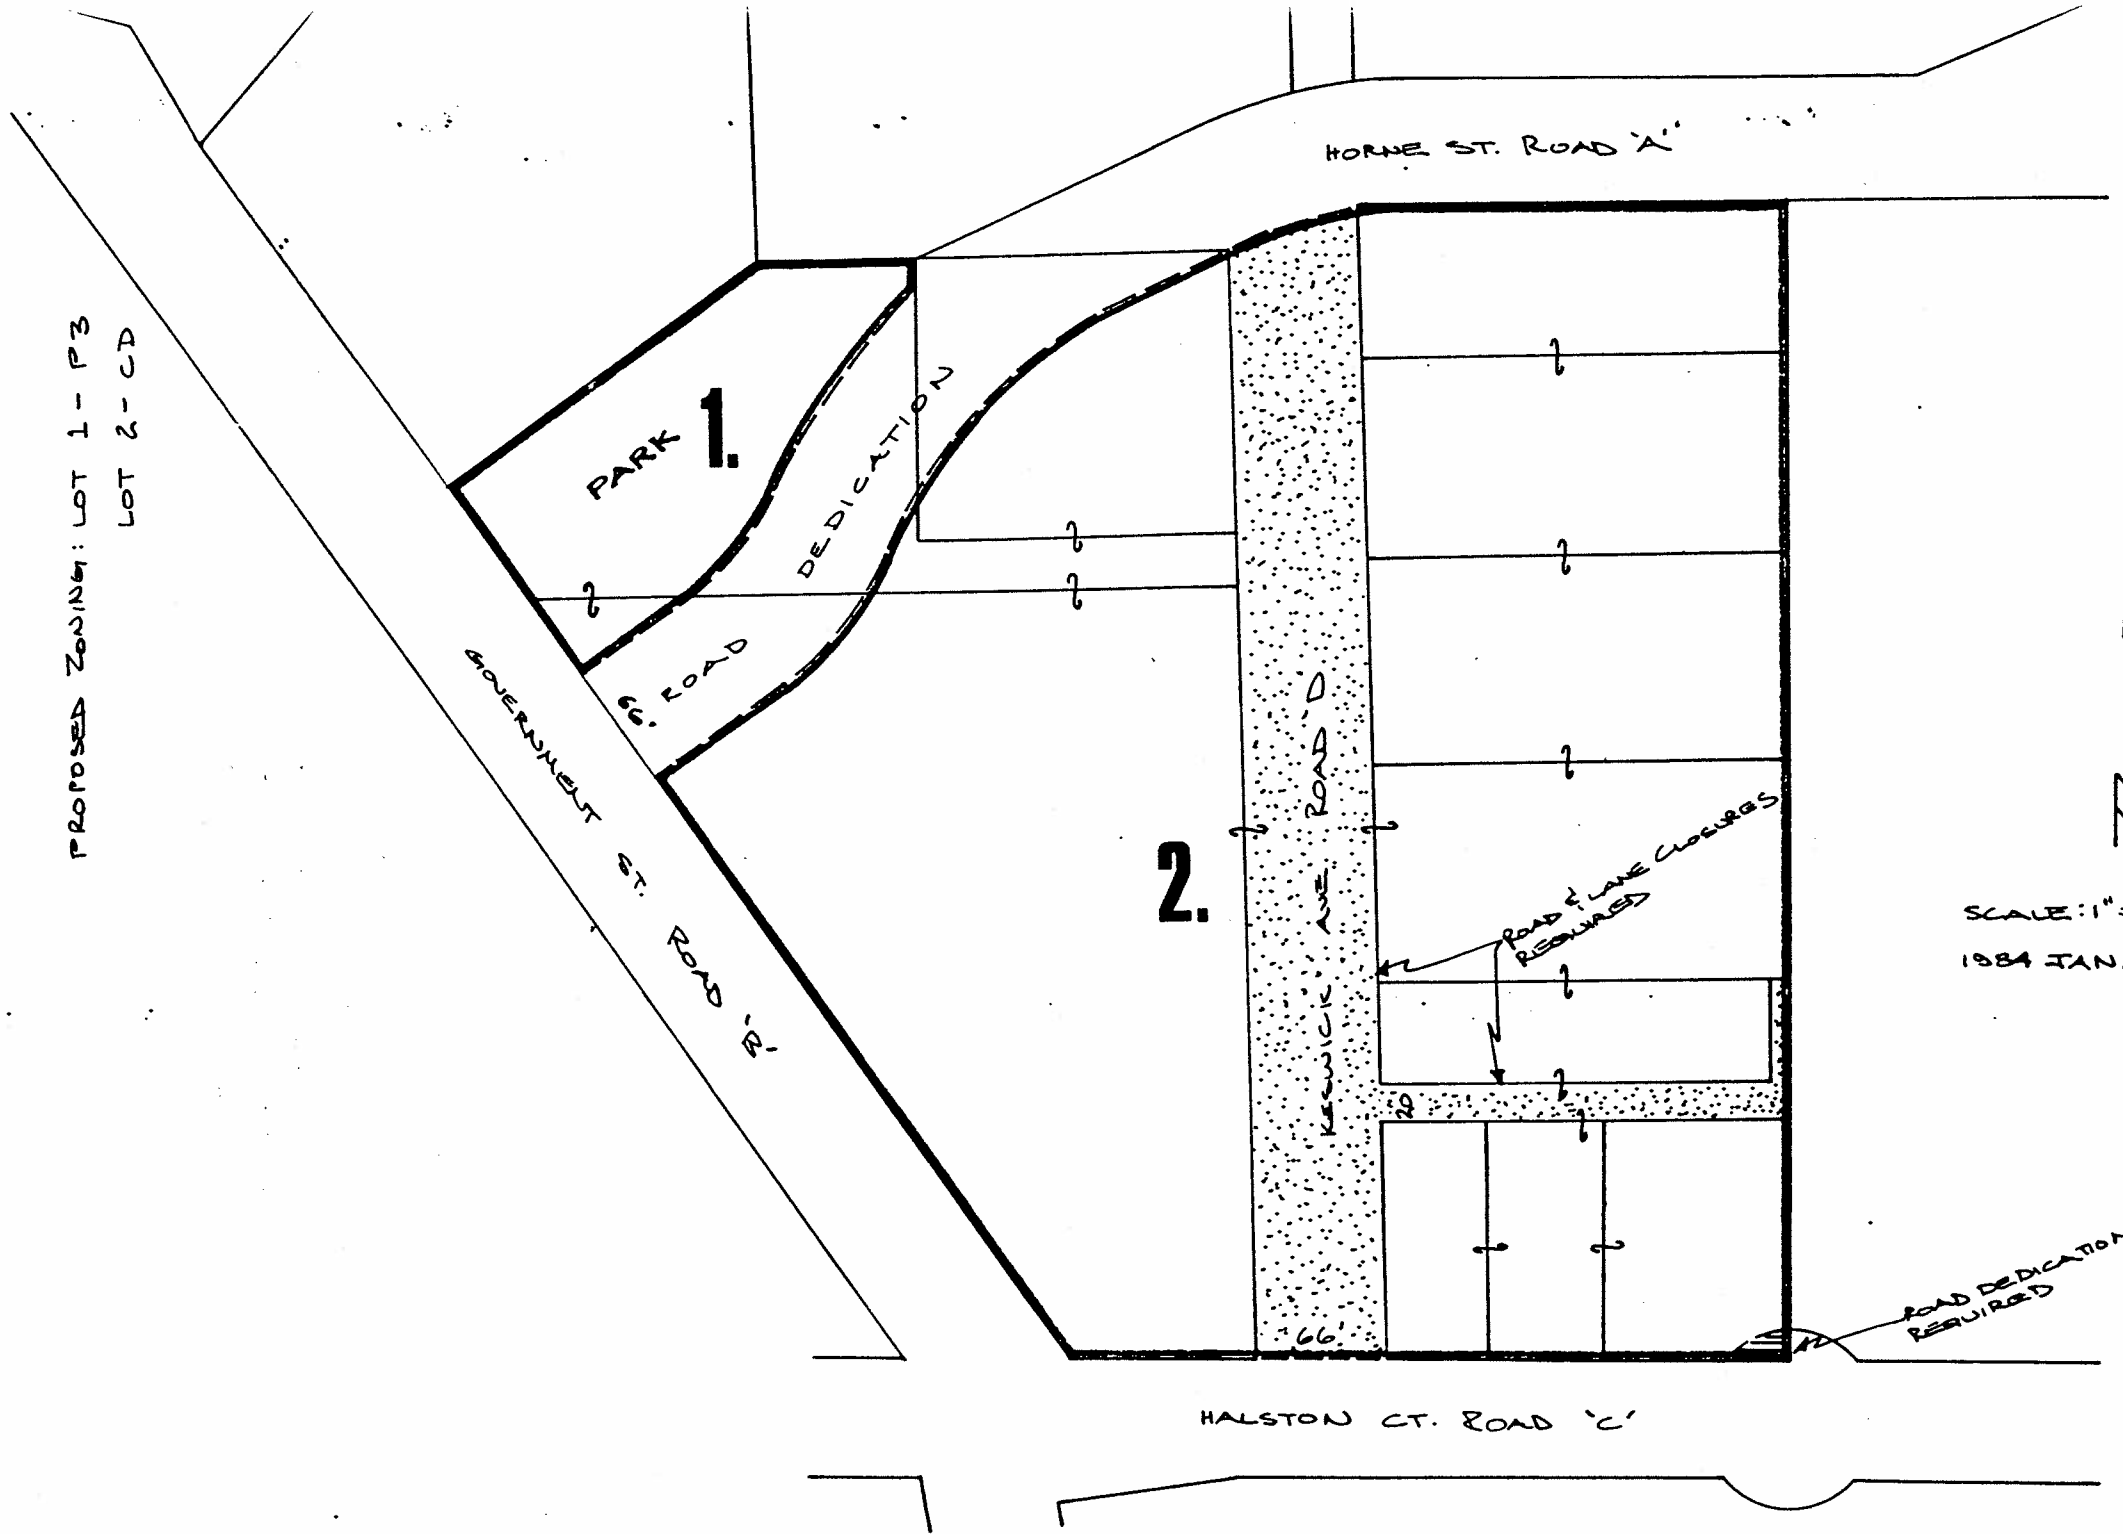 HORNE ST. ROAD 'A'
PROPOSED ZONING: LOT 1 - P3
LOT 2 - CD
PARK 1.
DEDICATION
ROAD
66'
GOVERNMENT ST. ROAD 'B'
2.
KESWICK AVE. ROAD 'D
ROAD & LANE CLOSURES
REQUIRED
SCALE: 1" =
1984 JAN.
20
66'
ROAD DEDICATION
REQUIRED
HALSTON CT. ROAD 'C'